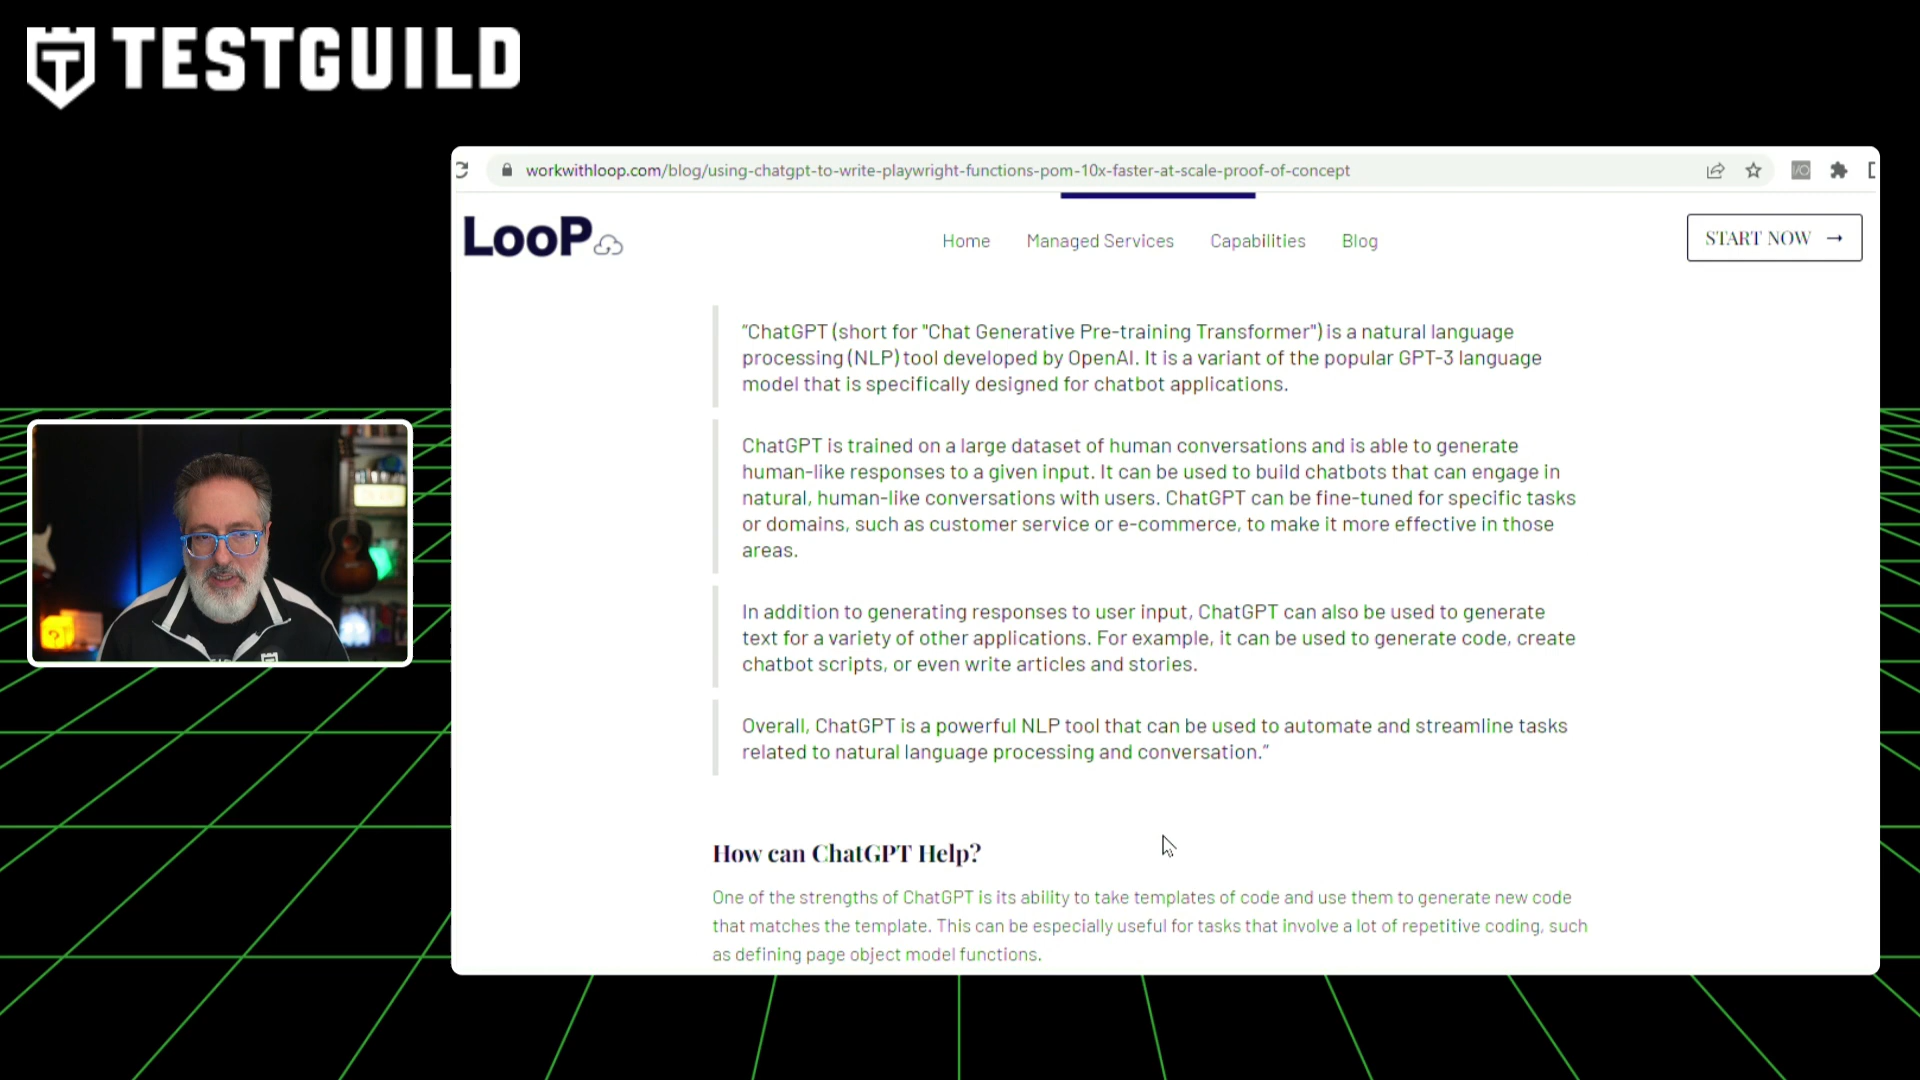 TESTGUILD
workwithloop.com/blog/using-chatgpt-to-write-playwright-functions-pom-10x-faster-at-scale-proof-of-concept
LooP
Home
Managed Services
Capabilities
Blog
START NOW →
"ChatGPT (short for "Chat Generative Pre-training Transformer") is a natural language
processing (NLP) tool developed by OpenAI. It is a variant of the popular GPT-3 language
model that is specifically designed for chatbot applications.
ChatGPT is trained on a large dataset of human conversations and is able to generate
human-like responses to a given input. It can be used to build chatbots that can engage in
natural, human-like conversations with users. ChatGPT can be fine-tuned for specific tasks
or domains, such as customer service or e-commerce, to make it more effective in those
areas.
In addition to generating responses to user input, ChatGPT can also be used to generate
text for a variety of other applications. For example, it can be used to generate code, create
chatbot scripts, or even write articles and stories.
Overall, ChatGPT is a powerful NLP tool that can be used to automate and streamline tasks
related to natural language processing and conversation."
How can ChatGPT Help?
One of the strengths of ChatGPT is its ability to take templates of code and use them to generate new code
that matches the template. This can be especially useful for tasks that involve a lot of repetitive coding, such
as defining page object model functions.